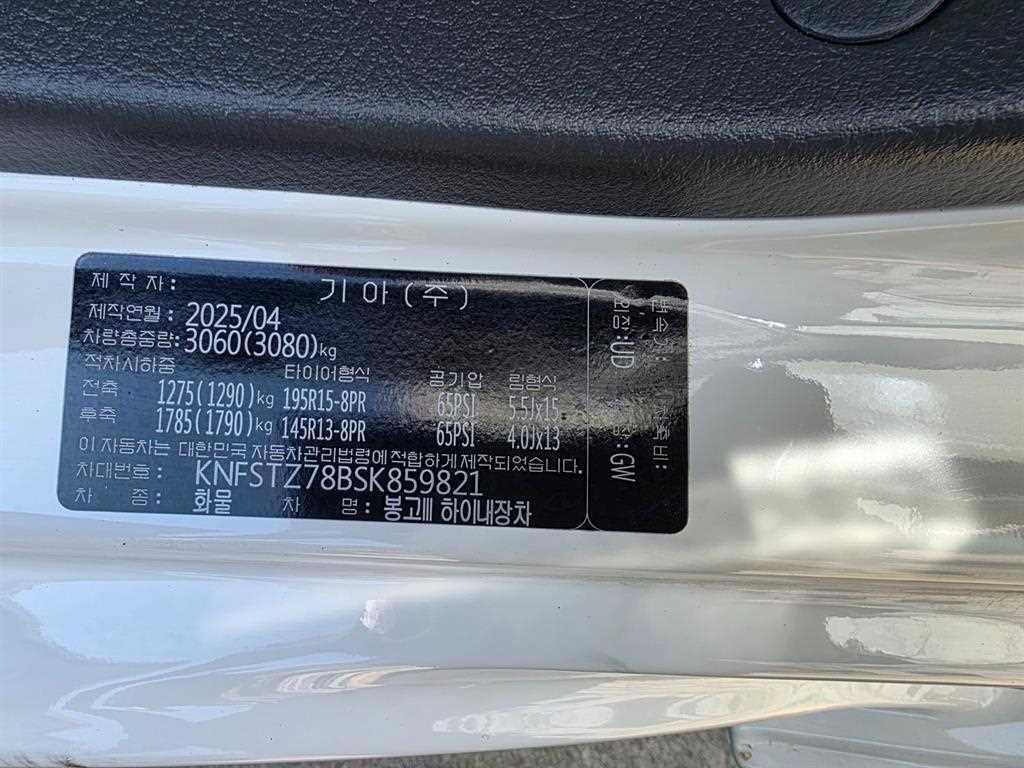 제 작 자 : 기 아 (주)
제작연월 : 2025/04
차량총중량: 3060(3080)kg
적차시하중 타이어형식 공기압 림형식
전축 1275(1290)kg 195R15-8PR 65PSI 5.5Jx15
후축 1785(1790)kg 145R13-8PR 65PSI 4.0Jx13
이 자동차는 대한민국 자동차관리법령에 적합하게 제작되었습니다.
차대번호 : KNFSTZ78BSK859821
차 종 : 화물 차 명 : 봉고Ⅲ 하이내장차
변속기:
외장:UD
:GW